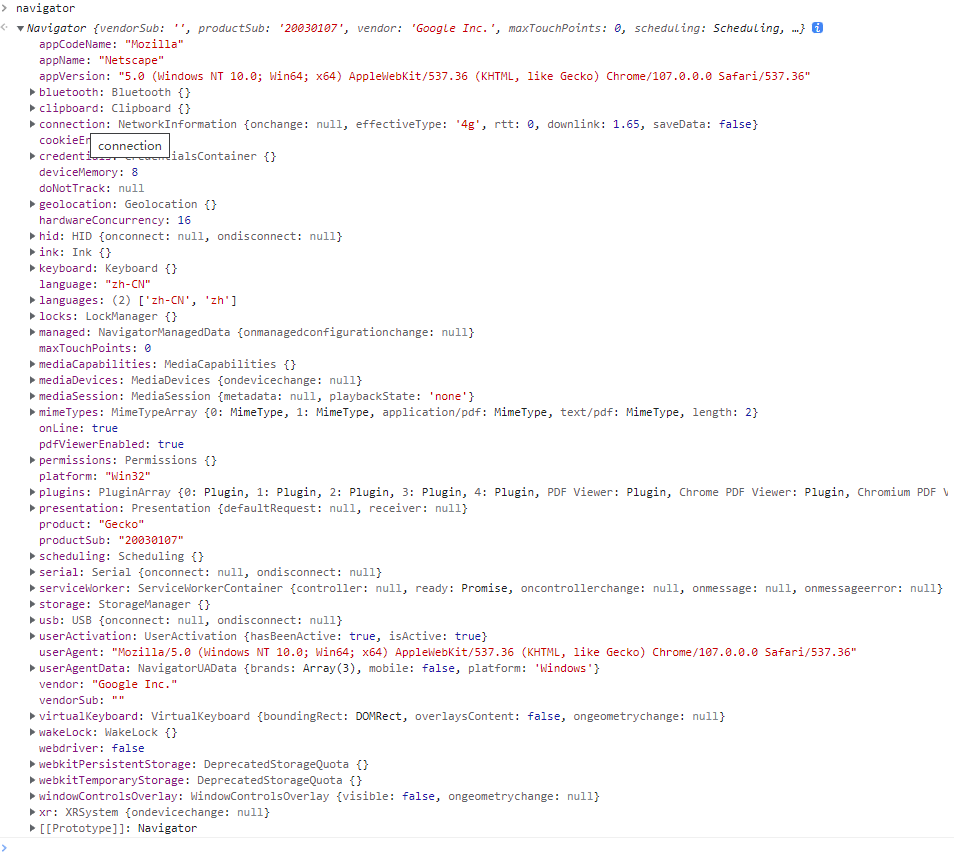 navigator
Navigator {vendorSub: '', productSub: '20030107', vendor: 'Google Inc.', maxTouchPoints: 0, scheduling: Scheduling, …}
appCodeName: "Mozilla"
appName: "Netscape"
appVersion: "5.0 (Windows NT 10.0; Win64; x64) AppleWebKit/537.36 (KHTML, like Gecko) Chrome/107.0.0.0 Safari/537.36"
bluetooth: Bluetooth {}
clipboard: Clipboard {}
connection: NetworkInformation {onchange: null, effectiveType: '4g', rtt: 0, downlink: 1.65, saveData: false}
cookieEn
connection
credentialsContainer {}
deviceMemory: 8
doNotTrack: null
geolocation: Geolocation {}
hardwareConcurrency: 16
hid: HID {onconnect: null, ondisconnect: null}
ink: Ink {}
keyboard: Keyboard {}
language: "zh-CN"
languages: (2) ['zh-CN', 'zh']
locks: LockManager {}
managed: NavigatorManagedData {onmanagedconfigurationchange: null}
maxTouchPoints: 0
mediaCapabilities: MediaCapabilities {}
mediaDevices: MediaDevices {ondevicechange: null}
mediaSession: MediaSession {metadata: null, playbackState: 'none'}
mimeTypes: MimeTypeArray {0: MimeType, 1: MimeType, application/pdf: MimeType, text/pdf: MimeType, length: 2}
onLine: true
pdfViewerEnabled: true
permissions: Permissions {}
platform: "Win32"
plugins: PluginArray {0: Plugin, 1: Plugin, 2: Plugin, 3: Plugin, 4: Plugin, PDF Viewer: Plugin, Chrome PDF Viewer: Plugin, Chromium PDF V
presentation: Presentation {defaultRequest: null, receiver: null}
product: "Gecko"
productSub: "20030107"
scheduling: Scheduling {}
serial: Serial {onconnect: null, ondisconnect: null}
serviceWorker: ServiceWorkerContainer {controller: null, ready: Promise, oncontrollerchange: null, onmessage: null, onmessageerror: null}
storage: StorageManager {}
usb: USB {onconnect: null, ondisconnect: null}
userActivation: UserActivation {hasBeenActive: true, isActive: true}
userAgent: "Mozilla/5.0 (Windows NT 10.0; Win64; x64) AppleWebKit/537.36 (KHTML, like Gecko) Chrome/107.0.0.0 Safari/537.36"
userAgentData: NavigatorUAData {brands: Array(3), mobile: false, platform: 'Windows'}
vendor: "Google Inc."
vendorSub: ""
virtualKeyboard: VirtualKeyboard {boundingRect: DOMRect, overlaysContent: false, ongeometrychange: null}
wakeLock: WakeLock {}
webdriver: false
webkitPersistentStorage: DeprecatedStorageQuota {}
webkitTemporaryStorage: DeprecatedStorageQuota {}
windowControlsOverlay: WindowControlsOverlay {visible: false, ongeometrychange: null}
xr: XRSystem {ondevicechange: null}
[[Prototype]]: Navigator